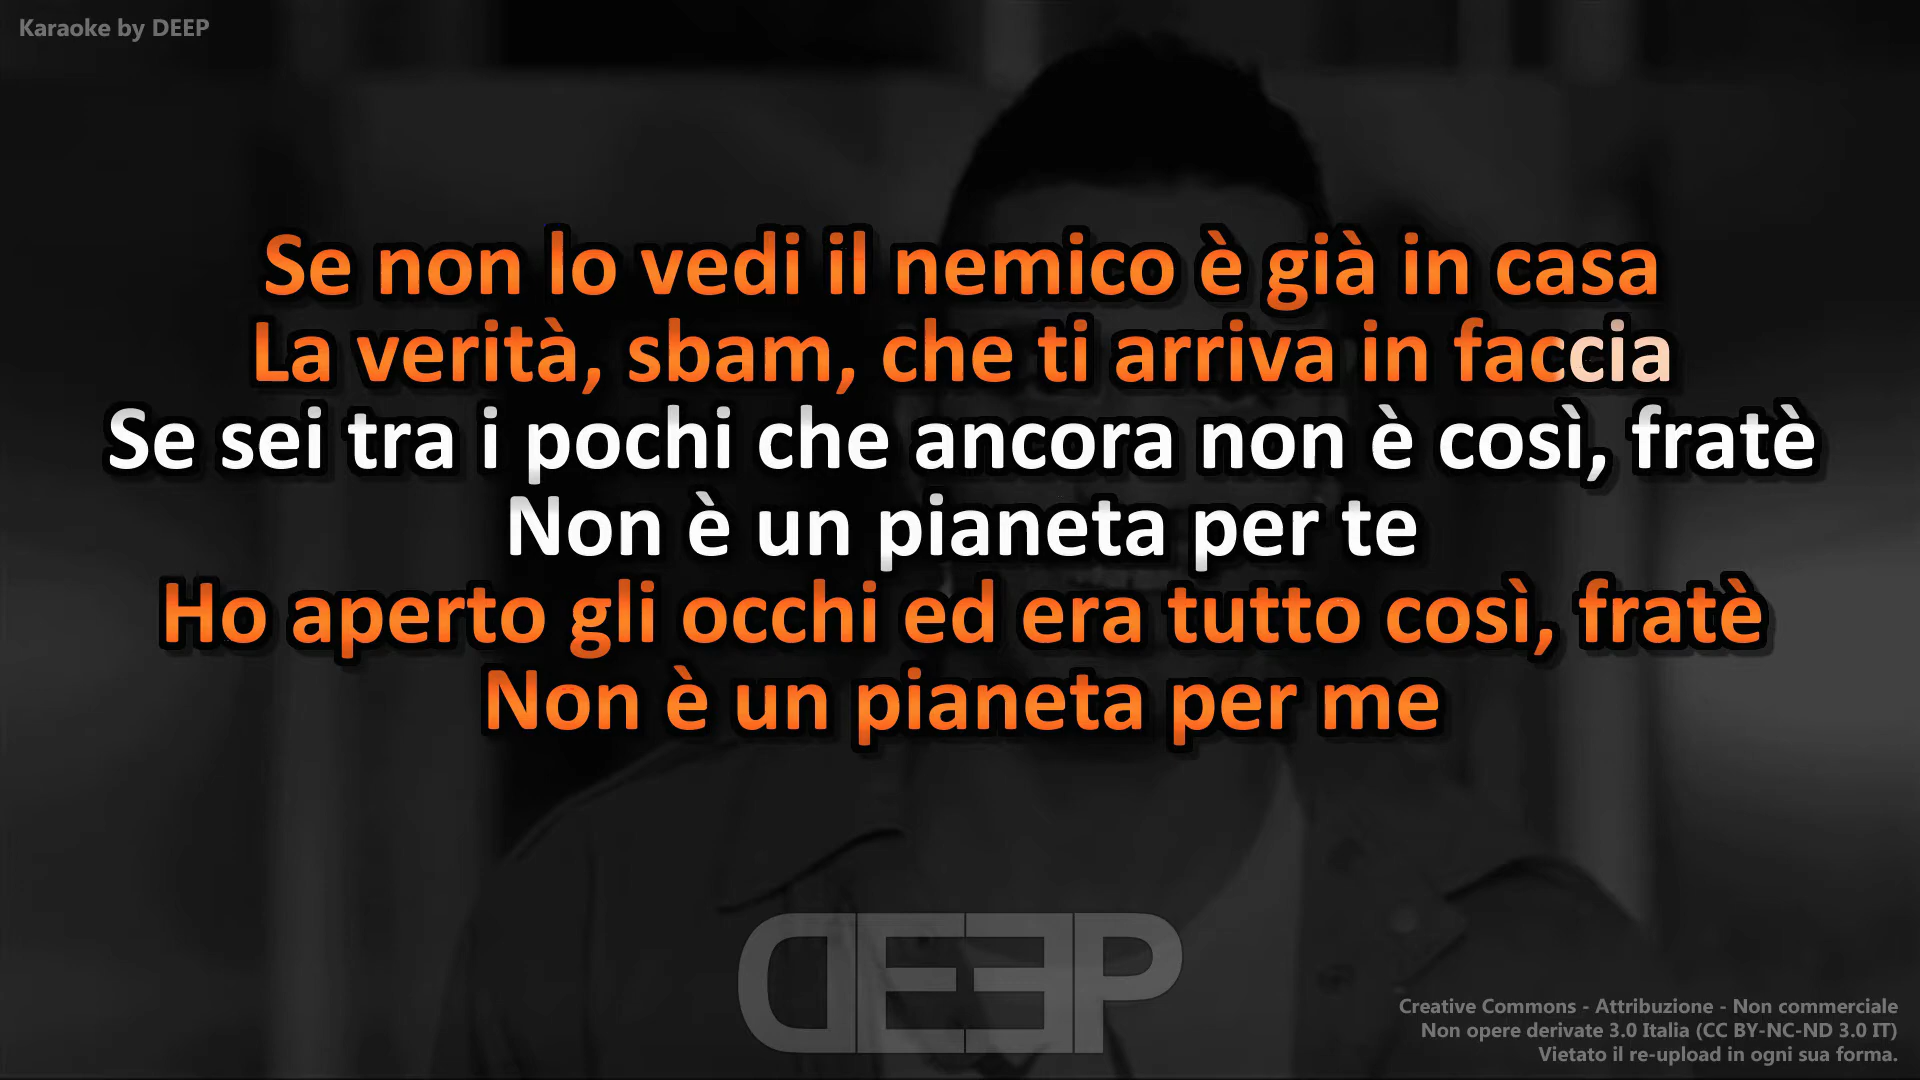 Karaoke by DEEP
Se non lo vedi il nemico è già in casa
La verità, sbam, che ti arriva in faccia
Se sei tra i pochi che ancora non è così, fratè
Non è un pianeta per te
Ho aperto gli occhi ed era tutto così, fratè
Non è un pianeta per me
DEEP
Creative Commons - Attribuzione - Non commerciale
Non opere derivate 3.0 Italia (CC BY-NC-ND 3.0 IT)
Vietato il re-upload in ogni sua forma.